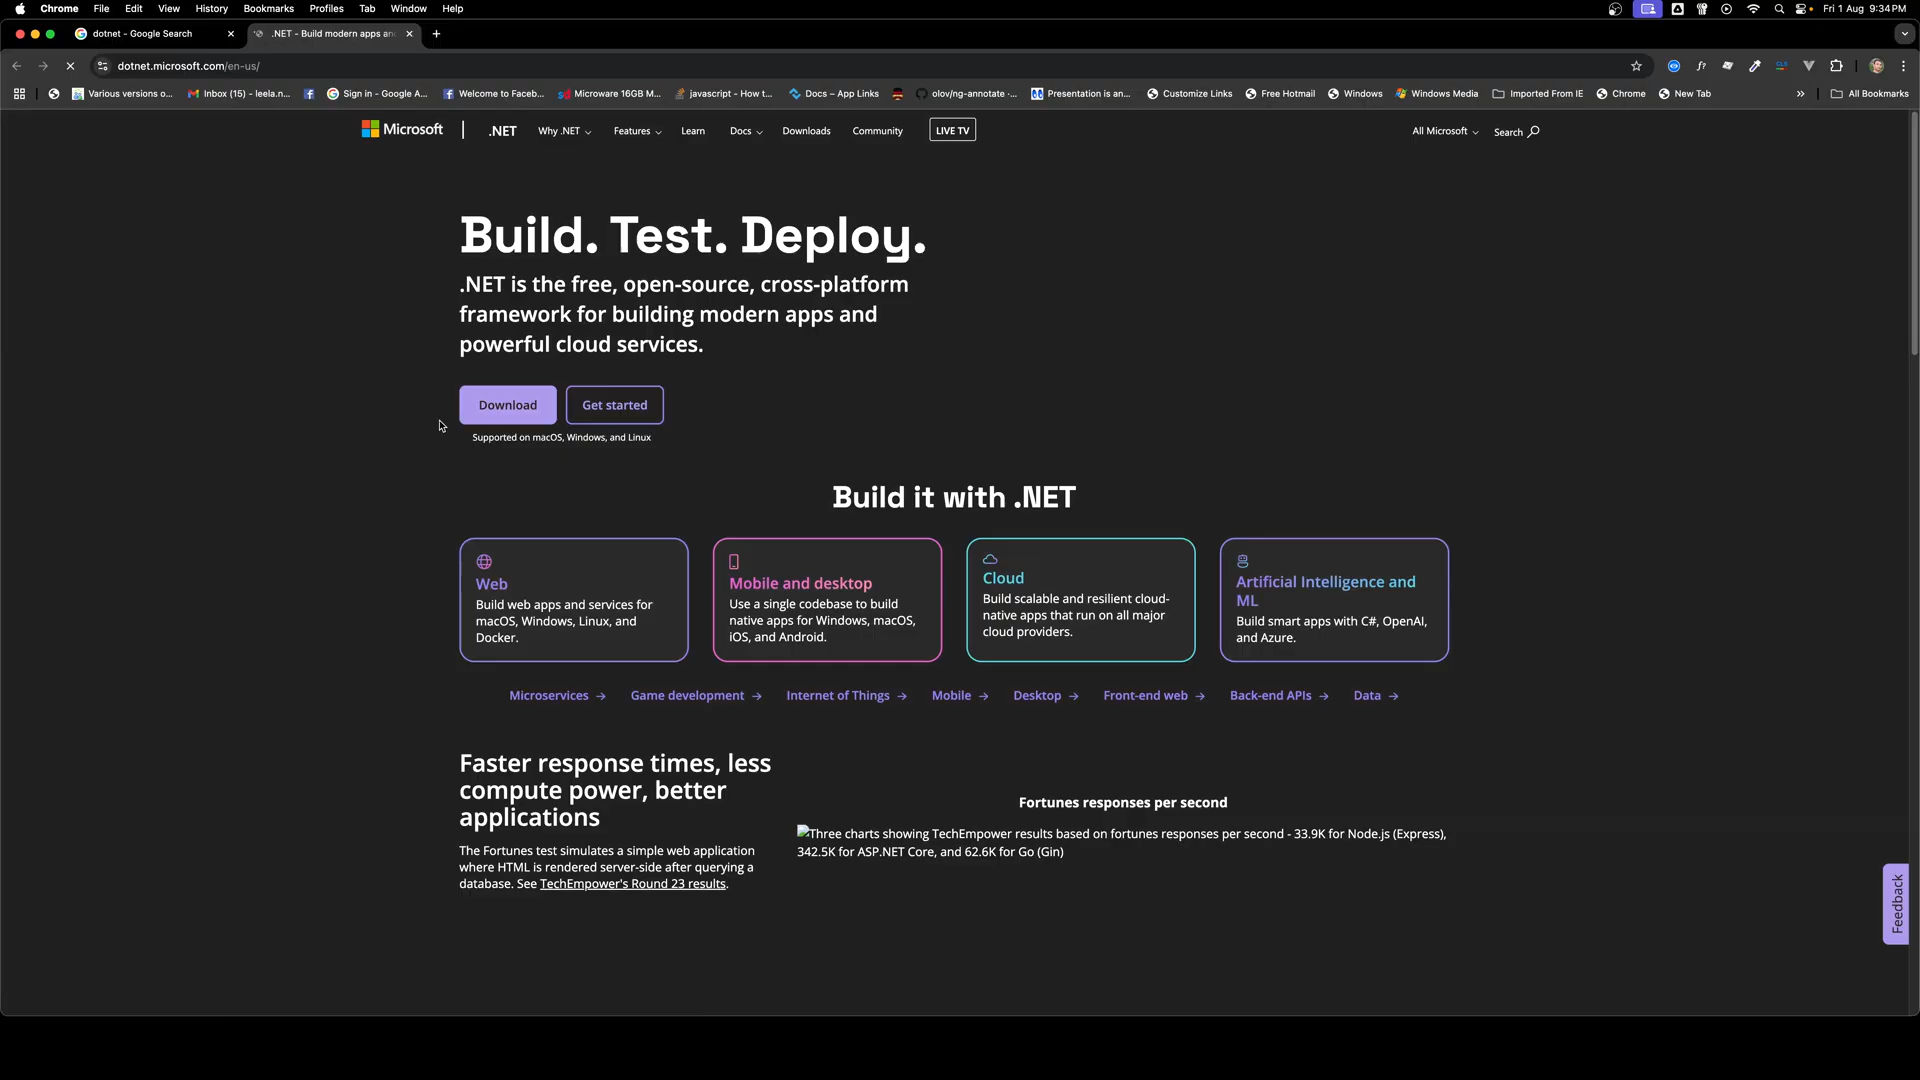 Chrome File Edit View History Bookmarks Profiles Tab Window Help Fri 1 Aug 9:34 PM
dotnet - Google Search .NET - Build modern apps an
dotnet.microsoft.com/en-us/
Various versions o... Inbox (15) - leela.n... Sign in - Google A... Welcome to Faceb... Microware 16GB M... javascript - How t... Docs – App Links olov/ng-annotate ·... Presentation is an... Customize Links Free Hotmail Windows Windows Media Imported From IE Chrome New Tab » All Bookmarks
Microsoft .NET Why .NET Features Learn Docs Downloads Community LIVE TV All Microsoft Search
Build. Test. Deploy.
.NET is the free, open-source, cross-platform
framework for building modern apps and
powerful cloud services.
Download Get started
Supported on macOS, Windows, and Linux
Build it with .NET
Web
Build web apps and services for
macOS, Windows, Linux, and
Docker.
Mobile and desktop
Use a single codebase to build
native apps for Windows, macOS,
iOS, and Android.
Cloud
Build scalable and resilient cloud-
native apps that run on all major
cloud providers.
Artificial Intelligence and
ML
Build smart apps with C#, OpenAI,
and Azure.
Microservices → Game development → Internet of Things → Mobile → Desktop → Front-end web → Back-end APIs → Data →
Faster response times, less
compute power, better
applications
The Fortunes test simulates a simple web application
where HTML is rendered server-side after querying a
database. See TechEmpower's Round 23 results.
Fortunes responses per second
Three charts showing TechEmpower results based on fortunes responses per second - 33.9K for Node.js (Express),
342.5K for ASP.NET Core, and 62.6K for Go (Gin)
Feedback